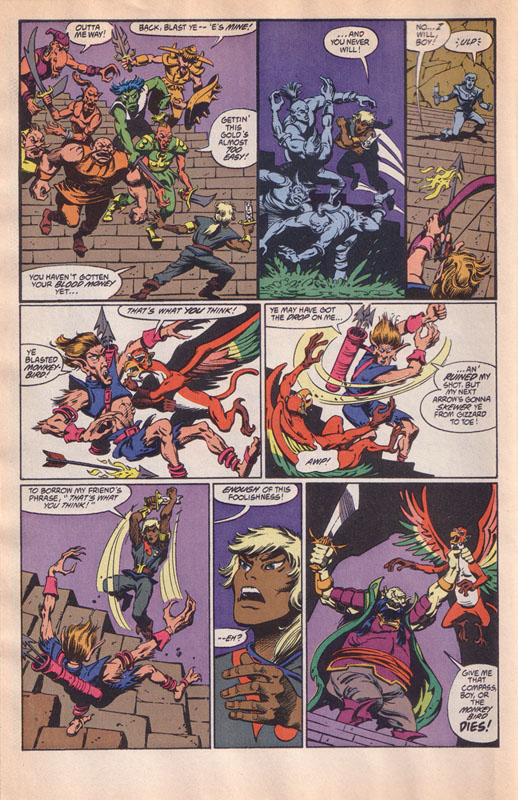 OUTTA
ME WAY!
BACK, BLAST YE -- 'E'S MINE!
GETTIN'
THIS
GOLD'S
ALMOST
TOO
EASY!
YOU HAVEN'T GOTTEN
YOUR BLOOD MONEY
YET...
...AND
YOU NEVER
WILL!
NO...I
WILL,
BOY!
:ULP:
THAT'S WHAT YOU THINK!
YE
BLASTED
MONKEY-
BIRD!
YE MAY HAVE GOT
THE DROP ON ME...
...AN'
RUINED MY
SHOT. BUT
MY NEXT
ARROW'S GONNA
SKEWER YE
FROM GIZZARD
TO TOE!
AWP!
TO BORROW MY FRIEND'S
PHRASE, "THAT'S WHAT
YOU THINK!"
ENOUGH OF THIS
FOOLISHNESS!
--EH?
GIVE ME
THAT
COMPASS,
BOY, OR
THE
MONKEY
BIRD
DIES!